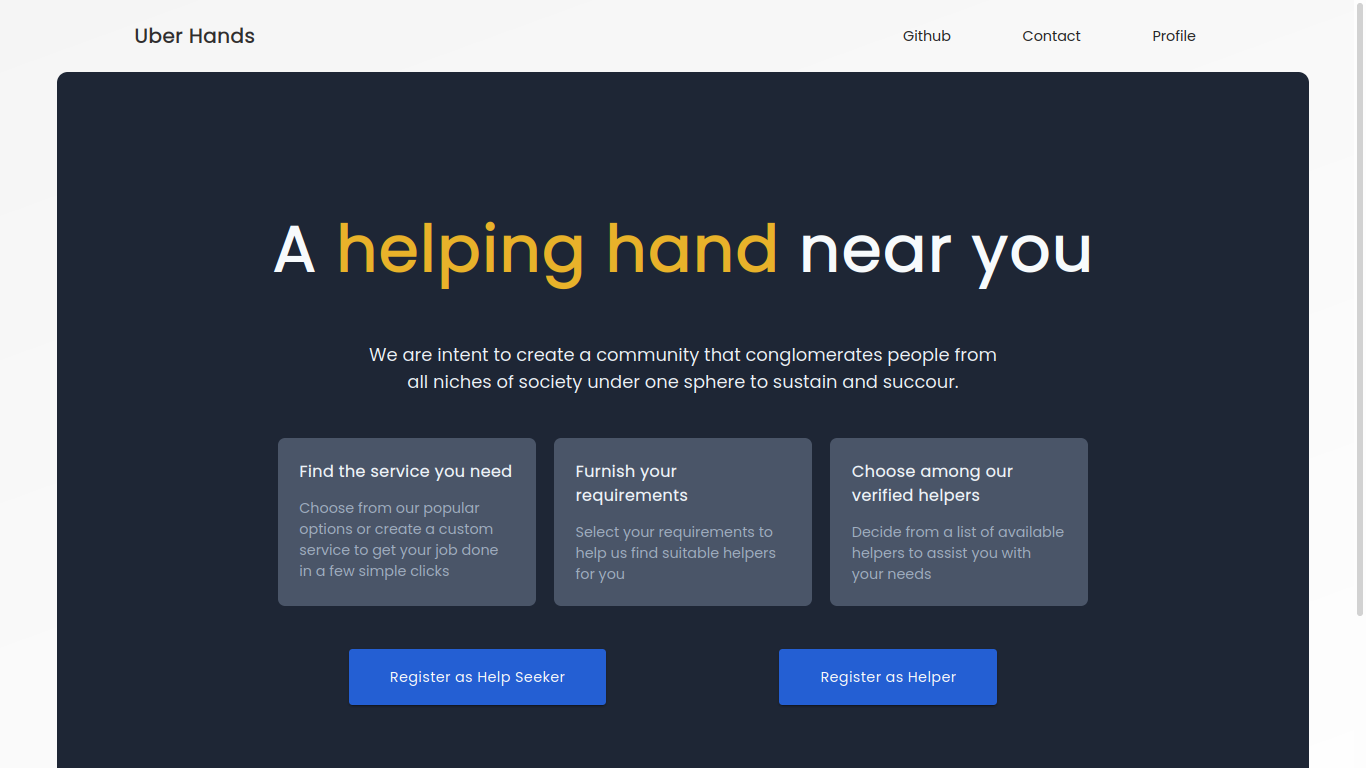 Uber Hands
Github
Contact
Profile
A helping hand near you
We are intent to create a community that conglomerates people from
all niches of society under one sphere to sustain and succour.
Find the service you need
Choose from our popular
options or create a custom
service to get your job done
in a few simple clicks
Furnish your
requirements
Select your requirements to
help us find suitable helpers
for you
Choose among our
verified helpers
Decide from a list of available
helpers to assist you with
your needs
Register as Help Seeker
Register as Helper